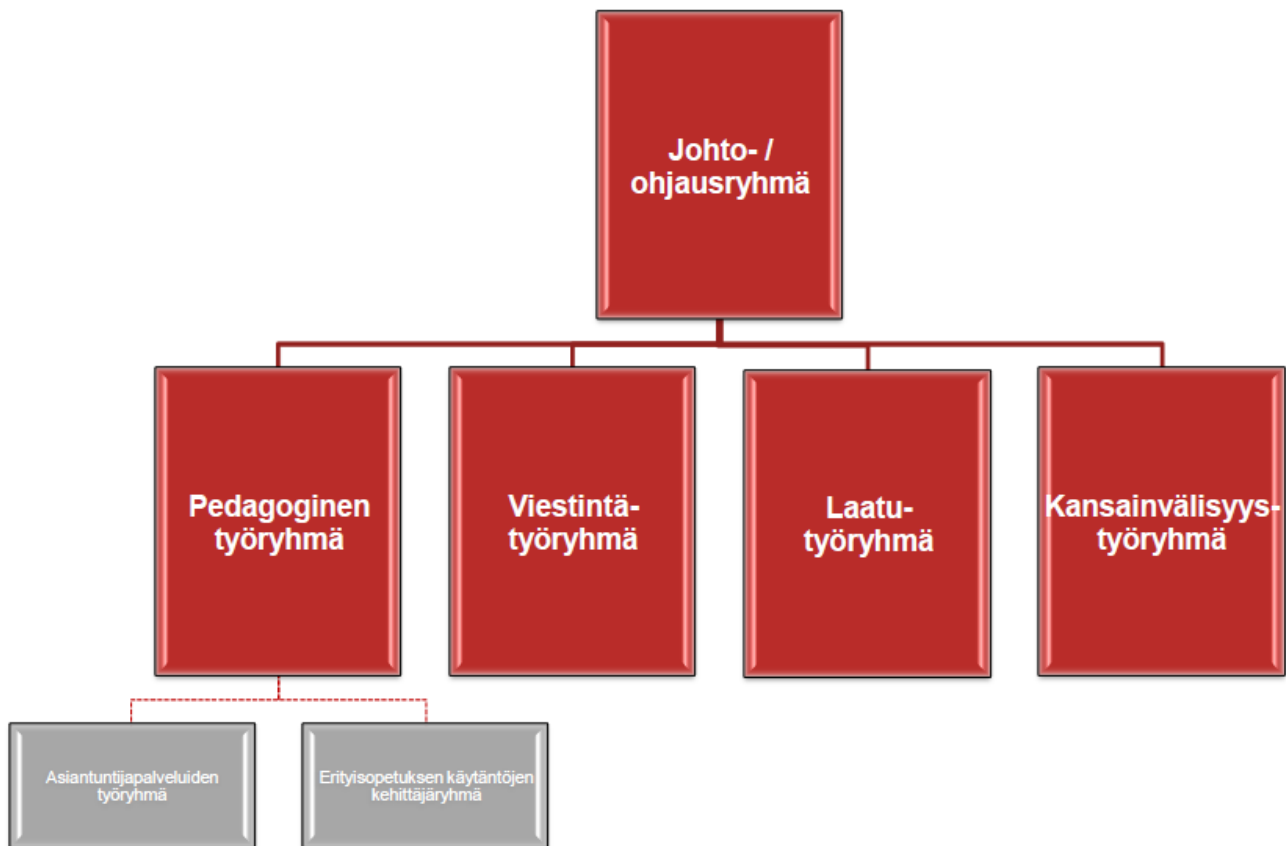 Johto- /
ohjausryhmä
Pedagoginen
työryhmä
Viestintä-
työryhmä
Laatu-
työryhmä
Kansainvälisyys-
työryhmä
Asiantuntijapalveluiden
työryhmä
Erityisopetuksen käytäntöjen
kehittäjäryhmä